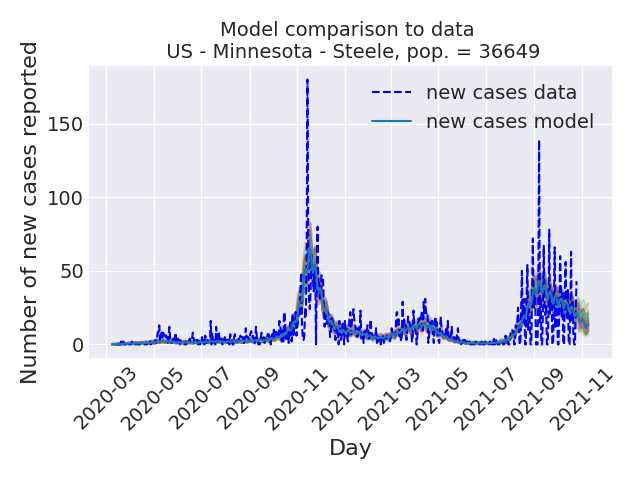 Model comparison to data
US - Minnesota - Steele, pop. = 36649
Number of new cases reported
new cases data
new cases model
150
100
50
0
2020-03
2020-05
2020-07
2020-09
2020-11
2021-01
2021-03
2021-05
2021-07
2021-09
2021-11
Day